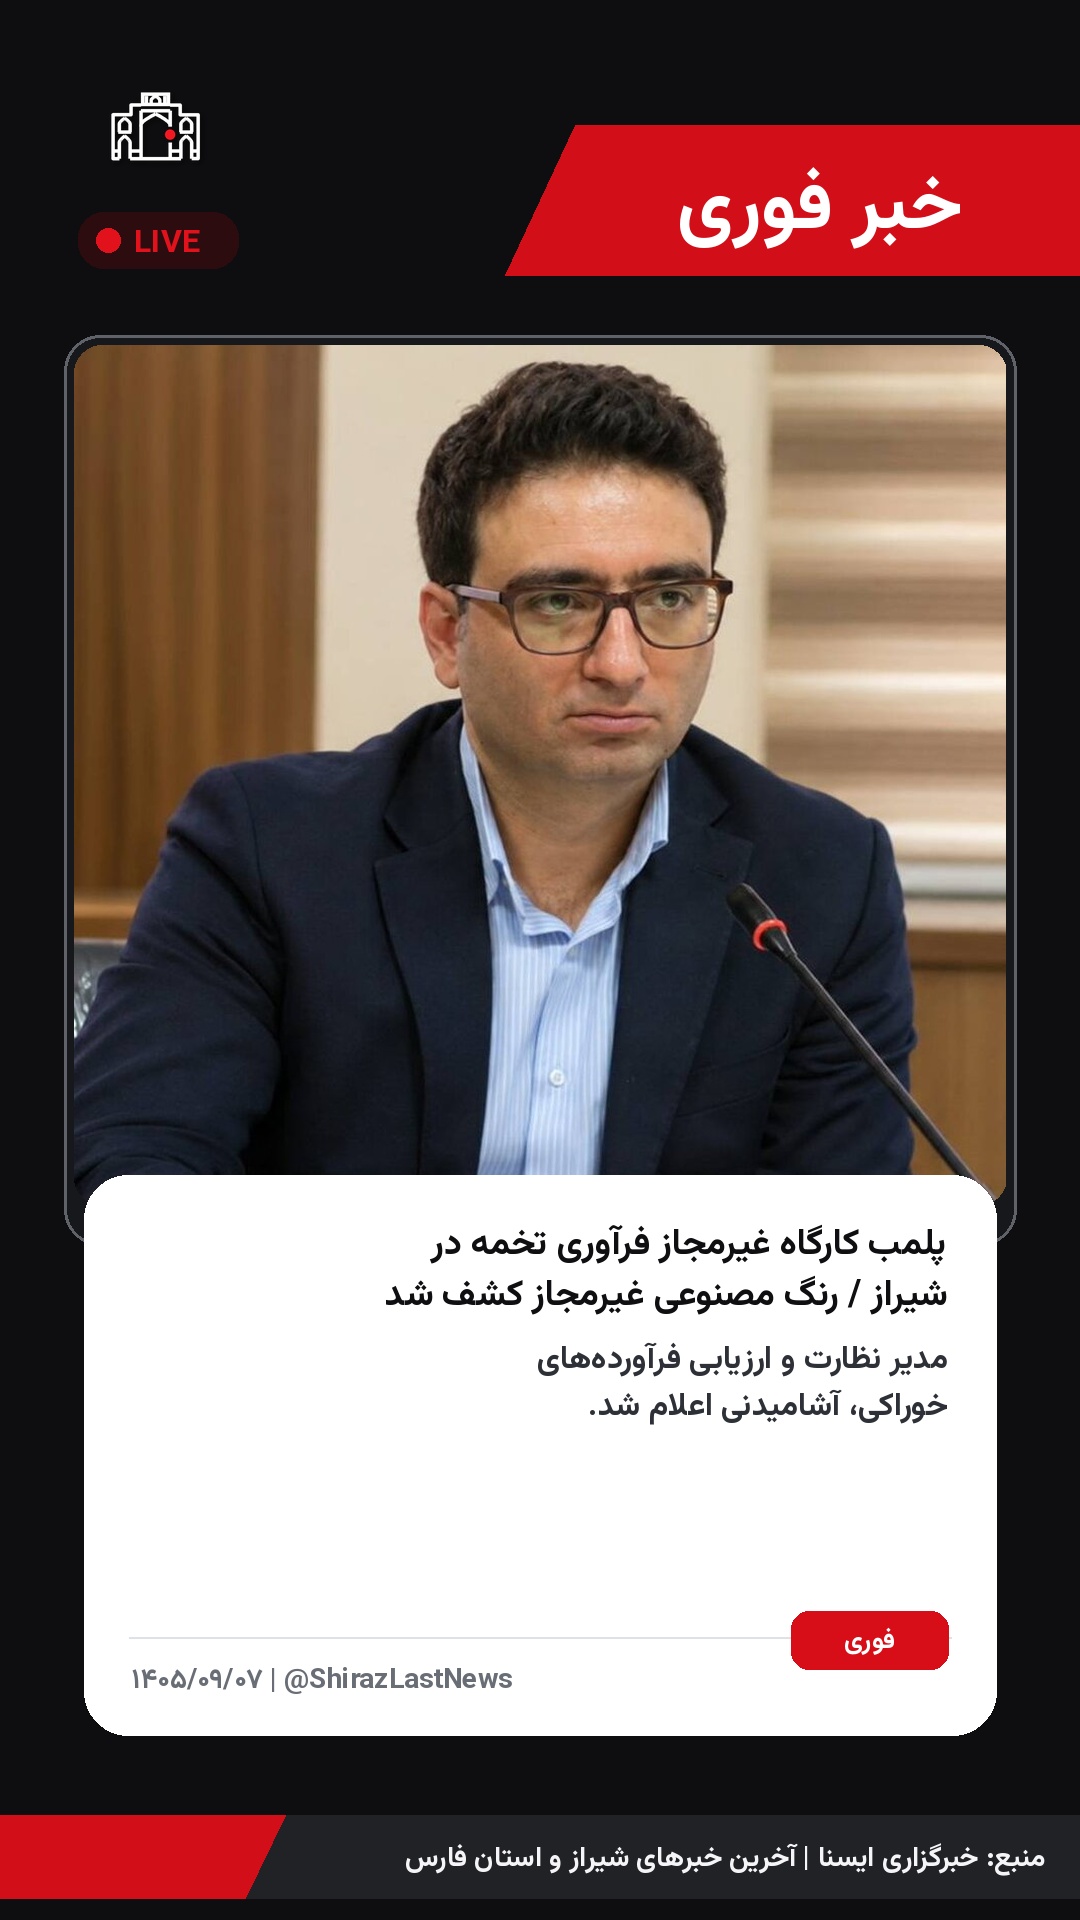 خبر فوری
LIVE
پلمب کارگاه غیرمجاز فرآوری تخمه در
شیراز / رنگ مصنوعی غیرمجاز کشف شد
مدیر نظارت و ارزیابی فرآورده‌های
خوراکی، آشامیدنی اعلام شد.
فوری
۱۴۰۵/۰۹/۰۷ | @ShirazLastNews
منبع: خبرگزاری ایسنا | آخرین خبرهای شیراز و استان فارس